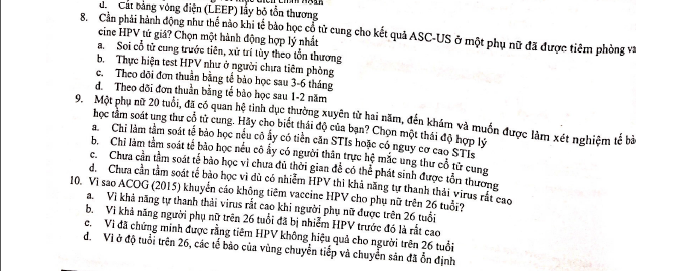 d. Cắt bằng vòng điện (LEEP) lấy bỏ tổn thương
8. Cần phải hành động như thế nào khi tế bào học cổ tử cung cho kết quả ASC-US ở một phụ nữ đã được tiêm phòng va
cine HPV tứ giá? Chọn một hành động hợp lý nhất
a. Soi cổ tử cung trước tiên, xử trí tùy theo tổn thương
b. Thực hiện test HPV như ở người chưa tiêm phòng
c. Theo dõi đơn thuần bằng tế bào học sau 3-6 tháng
d. Theo dõi đơn thuần bằng tế bào học sau 1-2 năm
9. Một phụ nữ 20 tuổi, đã có quan hệ tình dục thường xuyên từ hai năm, đến khám và muốn được làm xét nghiệm tế bà
học tầm soát ung thư cổ tử cung. Hãy cho biết thái độ của bạn? Chọn một thái độ hợp lý
a. Chỉ làm tầm soát tế bào học nếu cô ấy có tiền căn STIs hoặc có nguy cơ cao STIs
b. Chỉ làm tầm soát tế bào học nếu cô ấy có người thân trực hệ mắc ung thư cổ tử cung
c. Chưa cần tầm soát tế bào học vì chưa đủ thời gian để có thể phát sinh được tổn thương
d. Chưa cần tầm soát tế bào học vì dù có nhiễm HPV thì khả năng tự thanh thải virus rất cao
10. Vì sao ACOG (2015) khuyến cáo không tiêm vaccine HPV cho phụ nữ trên 26 tuổi?
a. Vì khả năng tự thanh thải virus rất cao khi người phụ nữ được trên 26 tuổi
b. Vì khả năng người phụ nữ trên 26 tuổi đã bị nhiễm HPV trước đó là rất cao
c. Vì đã chứng minh được rằng tiêm HPV không hiệu quả cho người trên 26 tuổi
d. Vì ở độ tuổi trên 26, các tế bào của vùng chuyển tiếp và chuyển sản đã ổn định